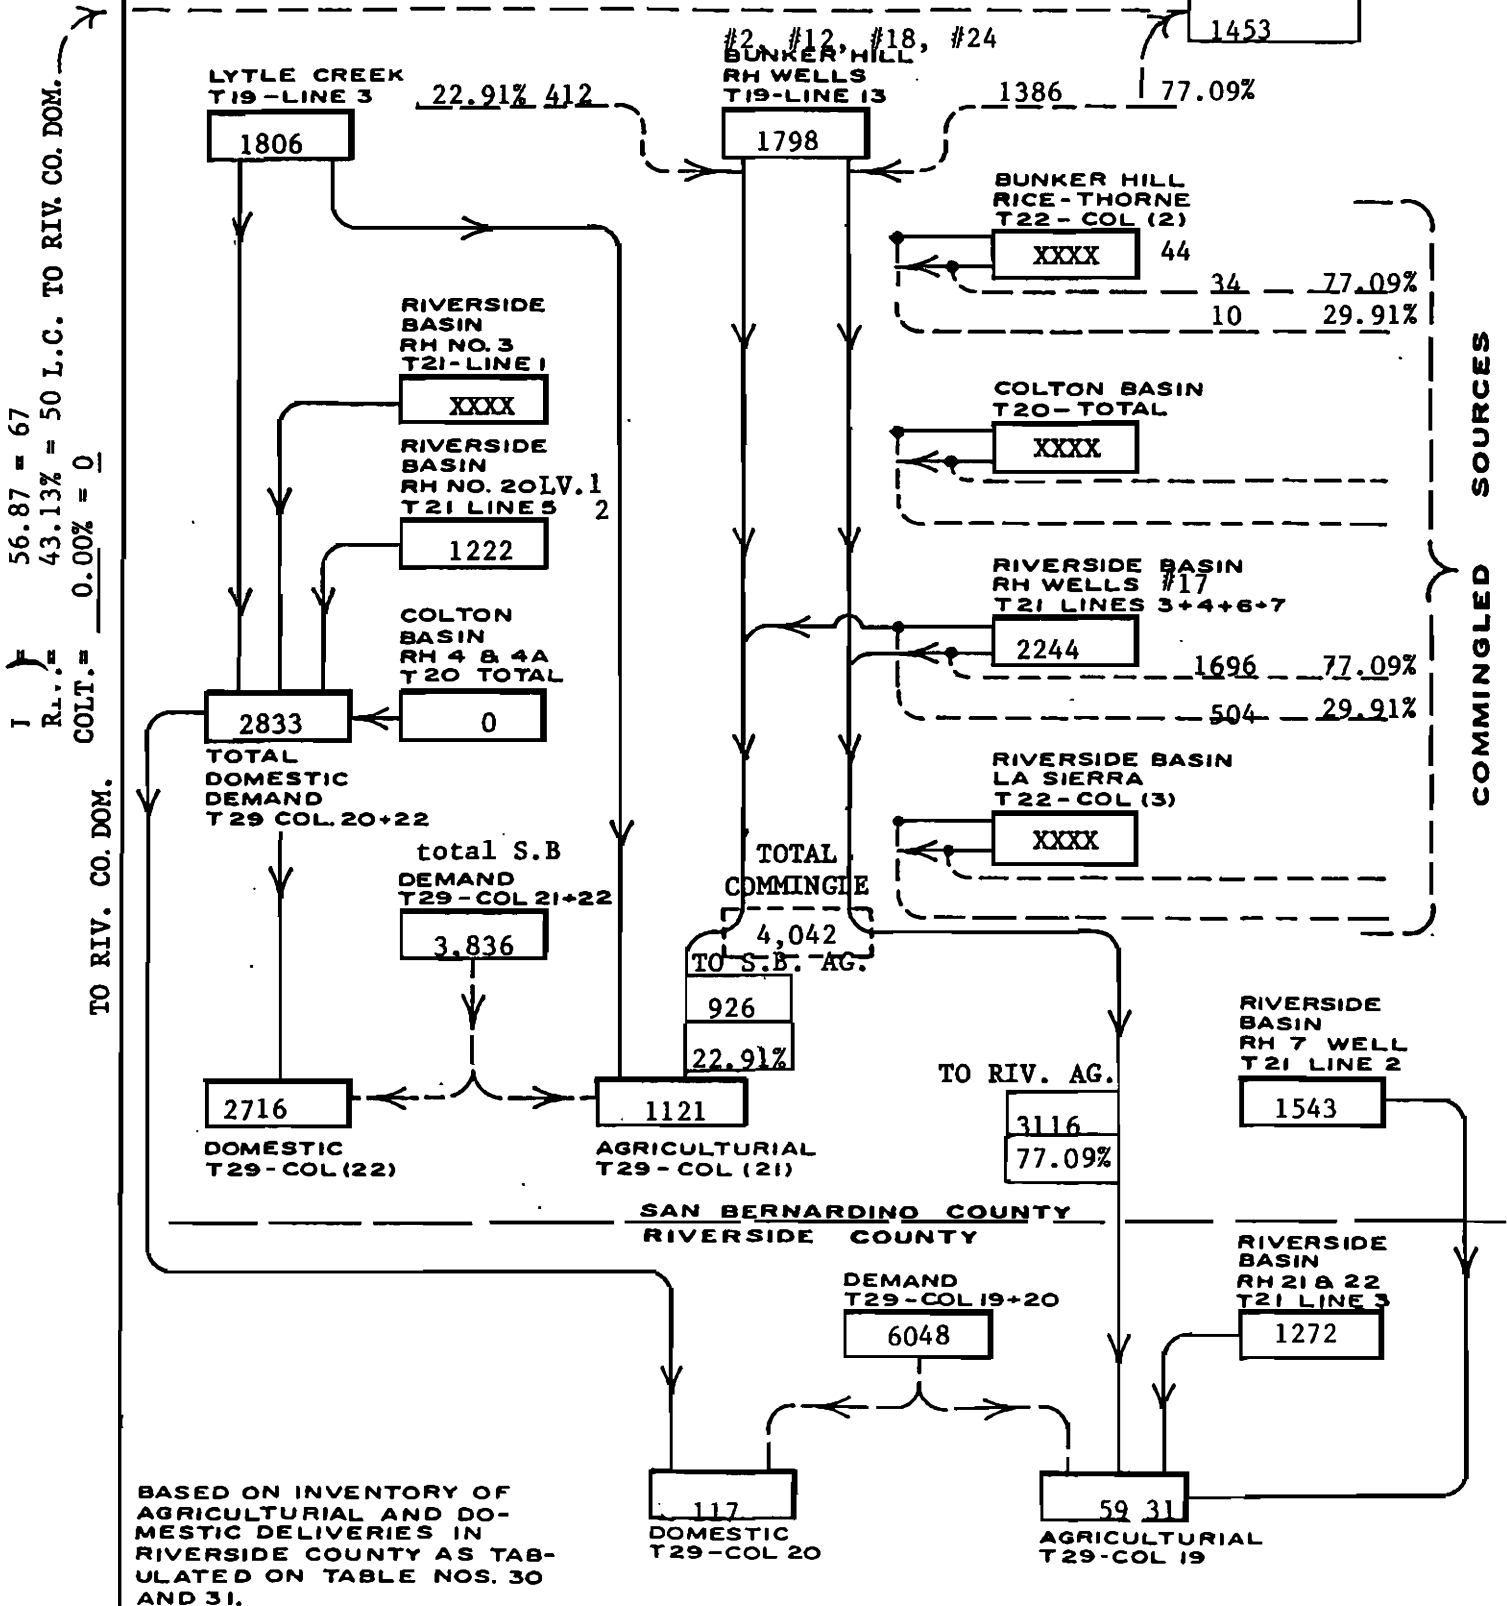 1453
#2, #12, #18, #24
BUNKER HILL
RH WELLS
T19-LINE 13
1798
LYTLE CREEK
T19-LINE 3
1806
22.91% 412
1386 77.09%
BUNKER HILL
RICE-THORNE
T22-COL (2)
XXXX 44
34 77.09%
10 29.91%
RIVERSIDE
BASIN
RH NO. 3
T21-LINE 1
XXXX
COLTON BASIN
T20-TOTAL
XXXX
RIVERSIDE
BASIN
RH NO. 20LV.1
T21 LINE 5 2
1222
RIVERSIDE BASIN
RH WELLS #17
T21 LINES 3+4+6+7
2244
1696 77.09%
504 29.91%
COLTON
BASIN
RH 4 & 4A
T20 TOTAL
0
2833
TOTAL
DOMESTIC
DEMAND
T29 COL. 20+22
RIVERSIDE BASIN
LA SIERRA
T22-COL (3)
XXXX
COMMINGLED SOURCES
total S.B
DEMAND
T29-COL 21+22
3,836
TOTAL
COMMINGLE
4,042
TO S.B. AG.
926
22.91%
2716
DOMESTIC
T29-COL (22)
1121
AGRICULTURIAL
T29-COL (21)
TO RIV. AG.
3116
77.09%
RIVERSIDE
BASIN
RH 7 WELL
T21 LINE 2
1543
SAN BERNARDINO COUNTY
RIVERSIDE COUNTY
DEMAND
T29-COL 19+20
6048
RIVERSIDE
BASIN
RH 21 & 22
T21 LINE 3
1272
117
DOMESTIC
T29-COL 20
59 31
AGRICULTURIAL
T29-COL 19
BASED ON INVENTORY OF
AGRICULTURIAL AND DO-
MESTIC DELIVERIES IN
RIVERSIDE COUNTY AS TAB-
ULATED ON TABLE NOS. 30
AND 31.
56.87 = 67
43.13% = 50 L.C. TO RIV. CO. DOM.
COLT.= 0.00% = 0
TO RIV. CO. DOM.